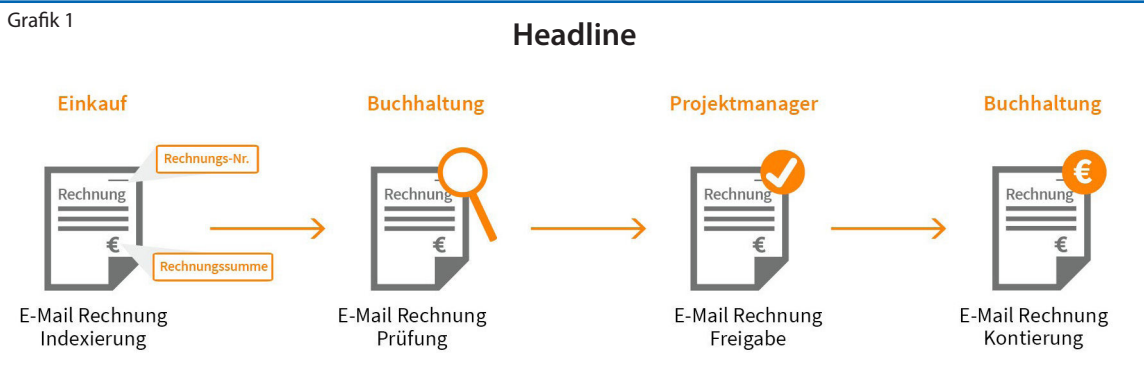 Grafik 1
Headline
Einkauf
Buchhaltung
Projektmanager
Buchhaltung
Rechnungs-Nr.
Rechnung
€
Rechnungssumme
Rechnung
€
Rechnung
€
€
Rechnung
€
E-Mail Rechnung
Indexierung
E-Mail Rechnung
Prüfung
E-Mail Rechnung
Freigabe
E-Mail Rechnung
Kontierung